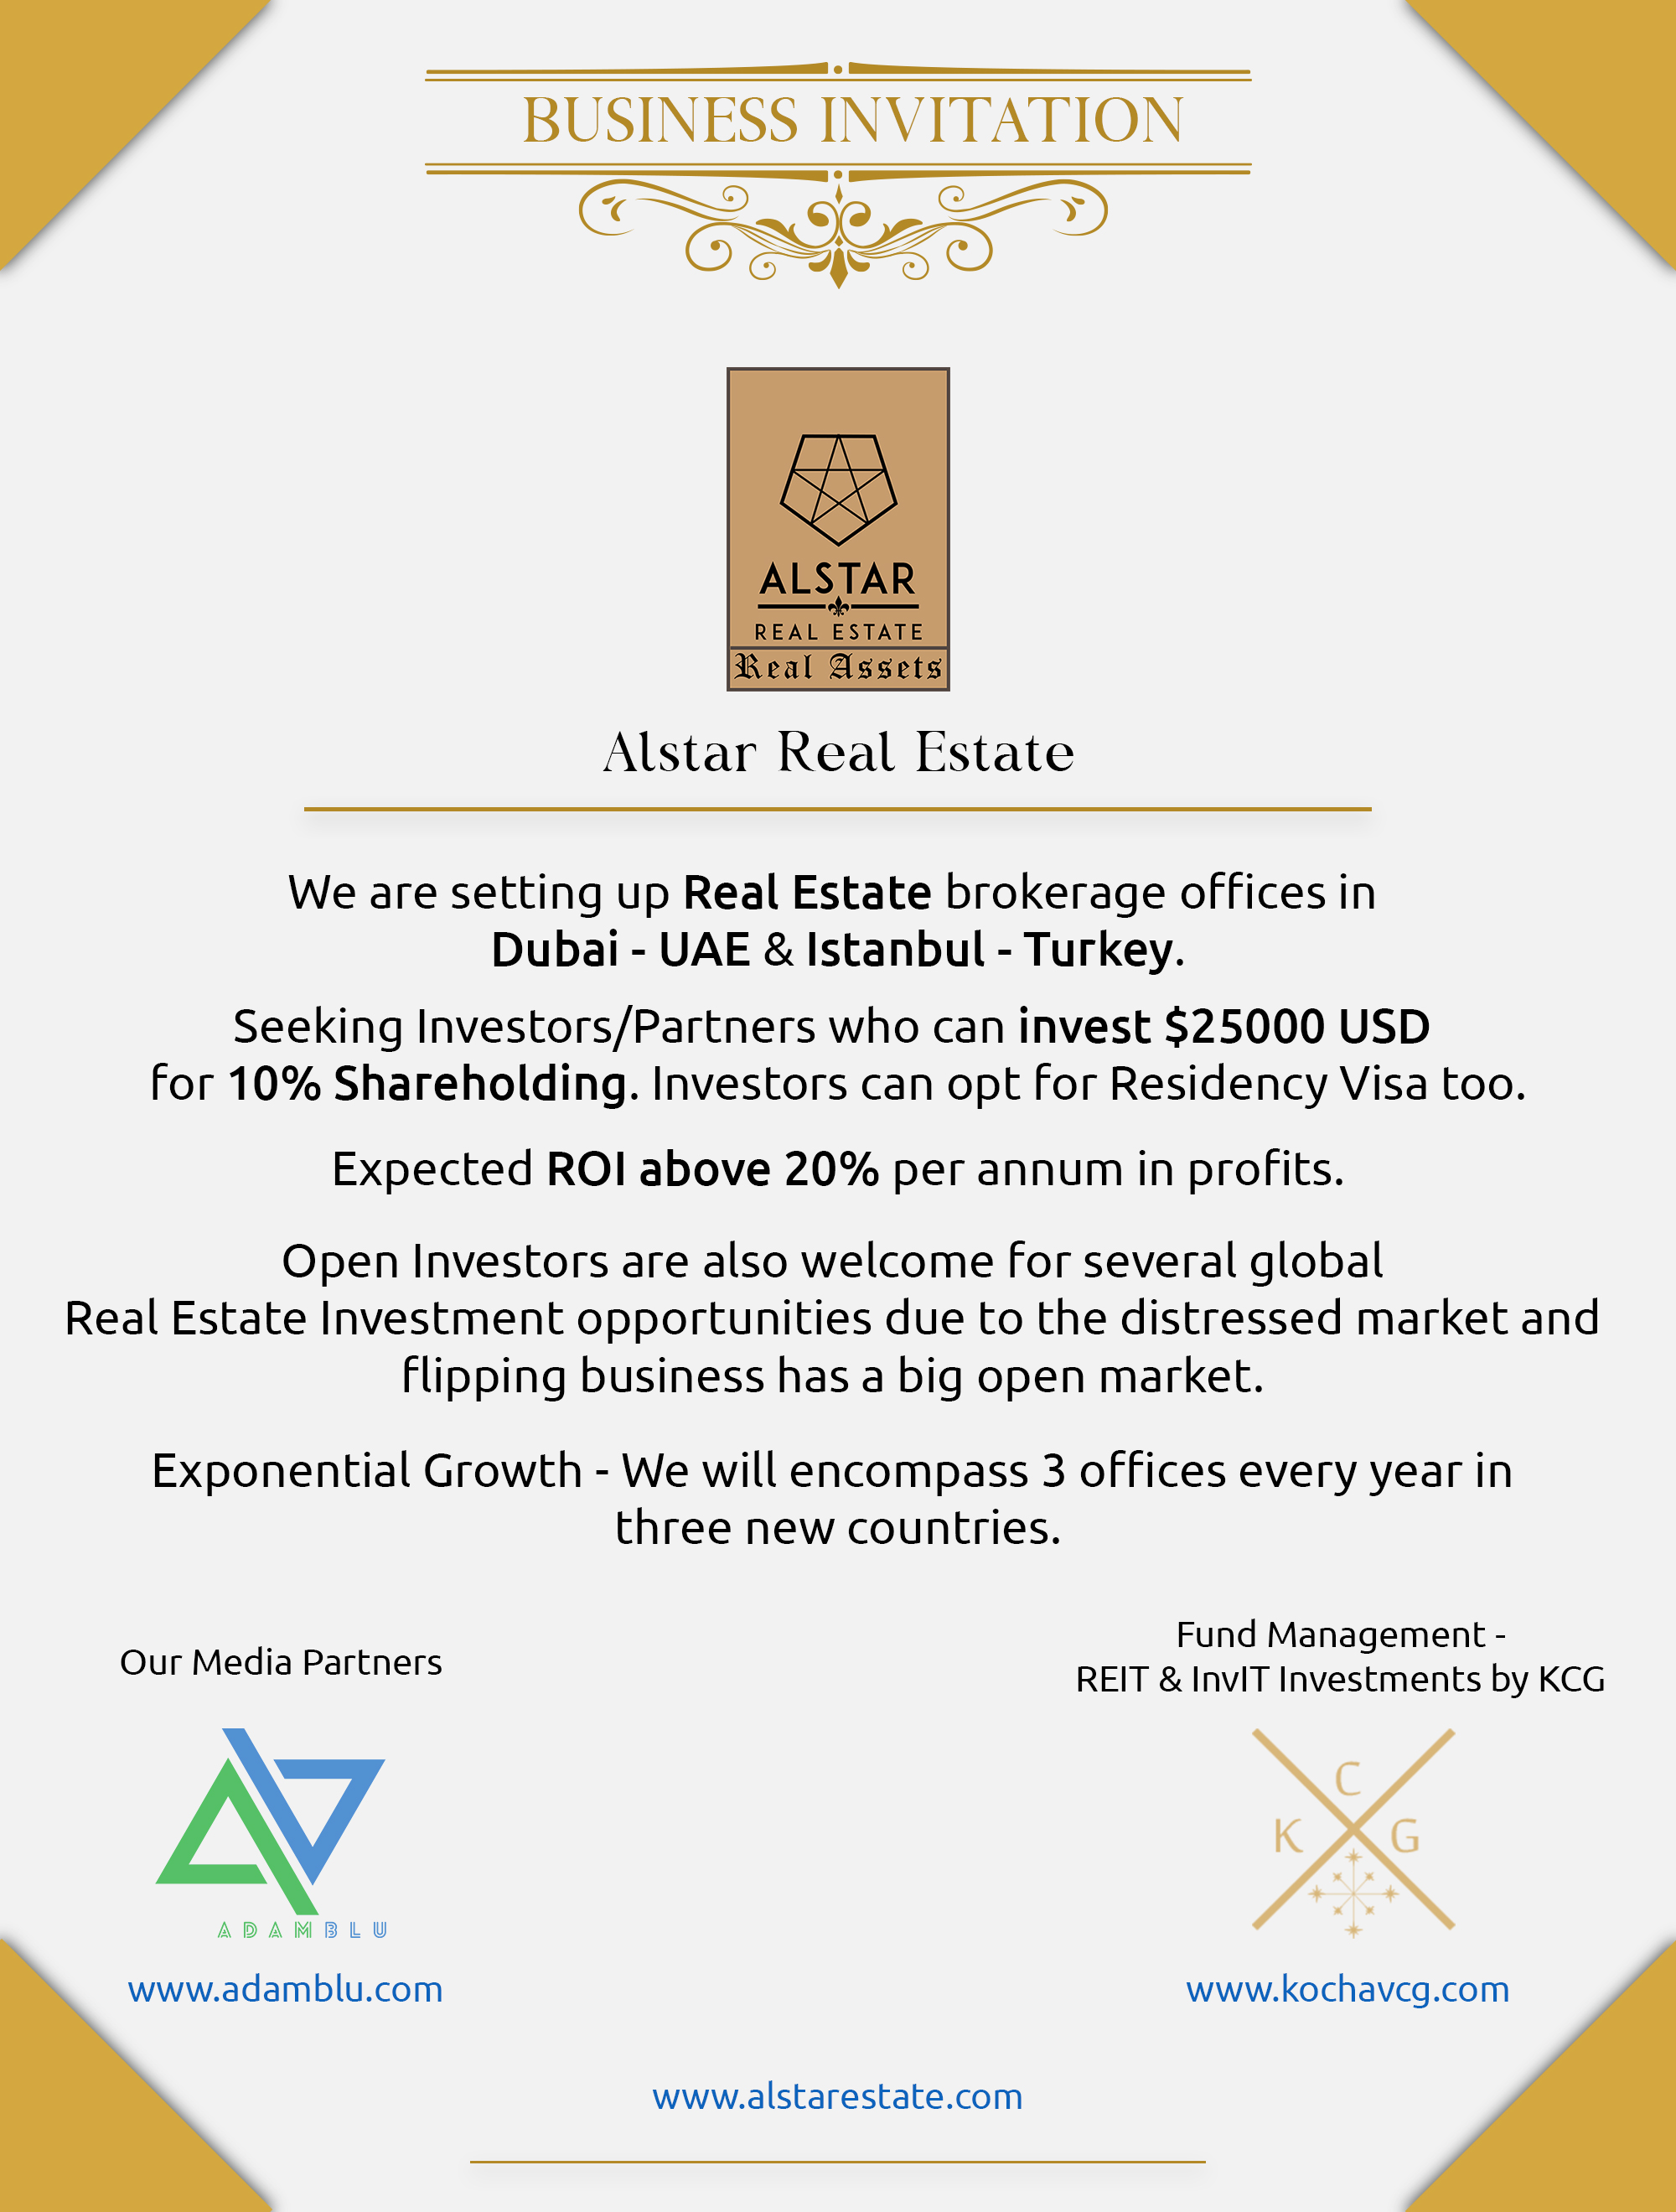 BUSINESS INVITATION
ALSTAR
REAL ESTATE
Real Assets
Alstar Real Estate
We are setting up Real Estate brokerage offices in
Dubai - UAE & Istanbul - Turkey.
Seeking Investors/Partners who can invest $25000 USD
for 10% Shareholding. Investors can opt for Residency Visa too.
Expected ROI above 20% per annum in profits.
Open Investors are also welcome for several global
Real Estate Investment opportunities due to the distressed market and
flipping business has a big open market.
Exponential Growth - We will encompass 3 offices every year in
three new countries.
Our Media Partners
ADAMBLU
www.adamblu.com
Fund Management -
REIT & InvIT Investments by KCG
C
K G
www.kochavcg.com
www.alstarestate.com